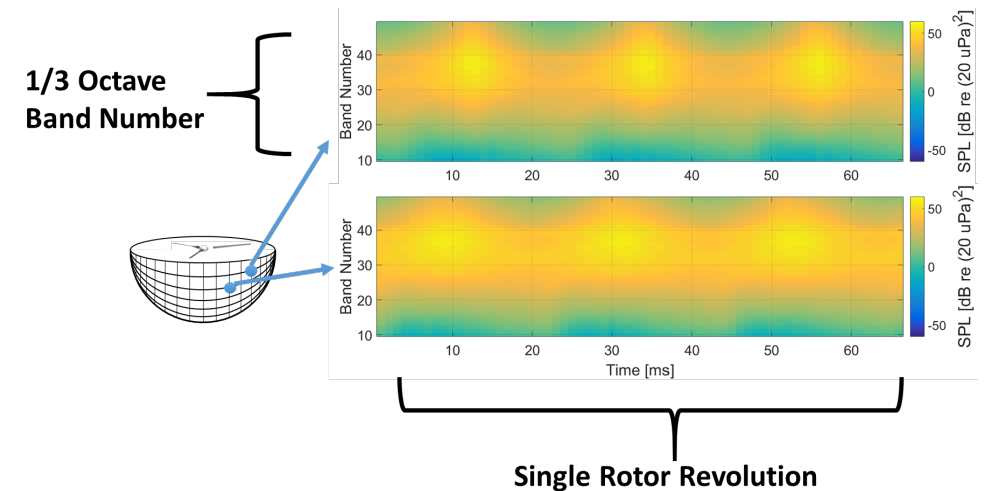 1/3 Octave
Band Number
Band Number
40
30
20
10
10 20 30 40 50 60
50
0
-50
SPL [dB re (20 uPa)²]
Band Number
40
30
20
10
10 20 30 40 50 60
Time [ms]
50
0
-50
SPL [dB re (20 uPa)²]
Single Rotor Revolution